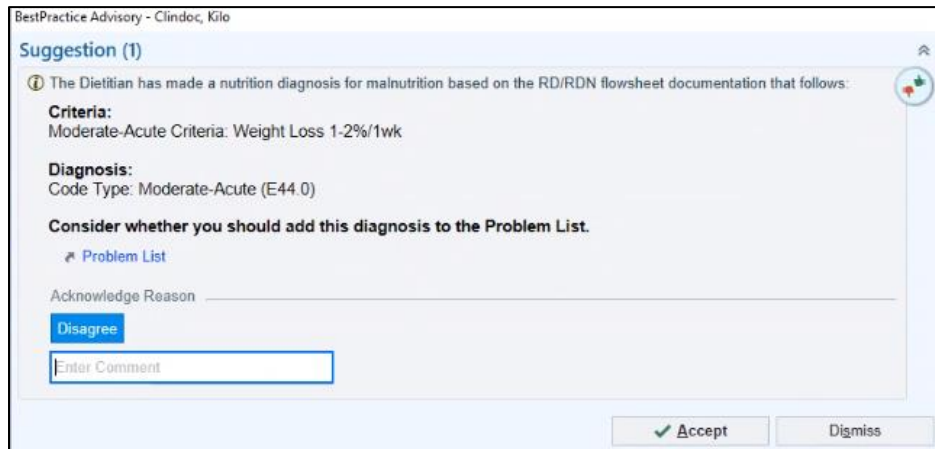 BestPractice Advisory - Clindoc, Kilo
Suggestion (1)
The Dietitian has made a nutrition diagnosis for malnutrition based on the RD/RDN flowsheet documentation that follows:
Criteria:
Moderate-Acute Criteria: Weight Loss 1-2%/1wk
Diagnosis:
Code Type: Moderate-Acute (E44.0)
Consider whether you should add this diagnosis to the Problem List.
Problem List
Acknowledge Reason
Disagree
Enter Comment
Accept Dismiss